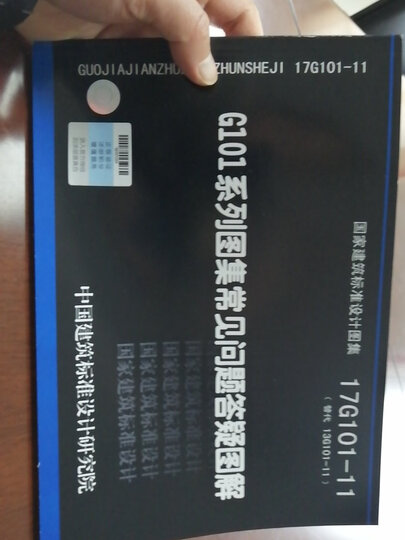 GUOJIAJIANZHU
ZHUNSHEJI 17G101-11
国家建筑标准设计图集
17G101-11
(替代 13G101-11)
G101系列图集常见问题答疑图解
国家建筑标准设计
国家建筑标准设计
国家建筑标准设计
国家建筑标准设计
中国建筑标准设计研究院